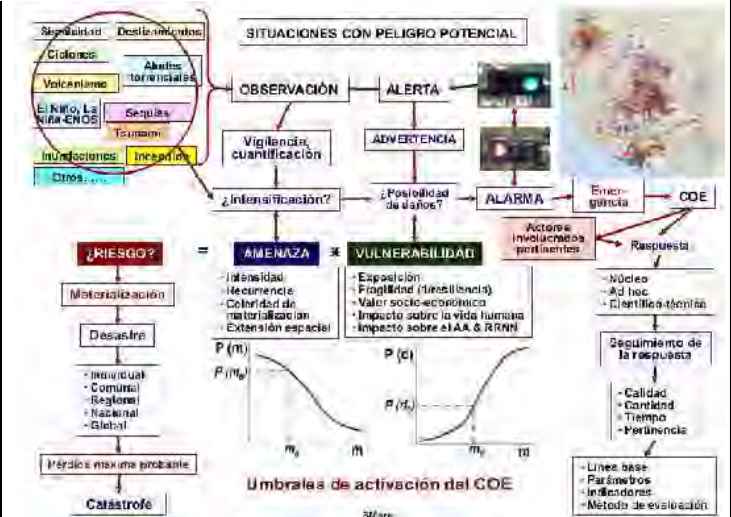 SITUACIONES CON PELIGRO POTENCIAL
Sismicidad
Deslizamientos
Ciclones
Aludes
torrenciales
Volcanismo
El Niño, La
Niña-ENOS
Sequías
Tsunami
Inundaciones
Incendios
Otros....
OBSERVACIÓN
ALERTA
Vigilancia,
cuantificación
ADVERTENCIA
¿Intensificación?
¿Posibilidad
de daños?
ALARMA
Emer-
gencia
COE
Actores
involucrados
pertinentes
Respuesta
¿RIESGO?
=
AMENAZA
*
VULNERABILIDAD
- Intensidad
- Recurrencia
- Celeridad de
materialización
- Extensión espacial
- Exposición
- Fragilidad (resiliencia)
- Valor socio-económico
- Impacto sobre la vida humana
- Impacto sobre el AA & RRNN
- Núcleo
- Ad hoc
- Científico-técnico
Materialización
Desastre
- Individual
- Comunal
- Regional
- Nacional
- Global
Pérdida máxima probable
Catástrofe
P (m)
m
P (d)
m
Seguimiento de
la respuesta
- Calidad
- Cantidad
- Tiempo
- Pertinencia
- Línea base
- Parámetros
- Indicadores
- Método de evaluación
Umbrales de activación del COE